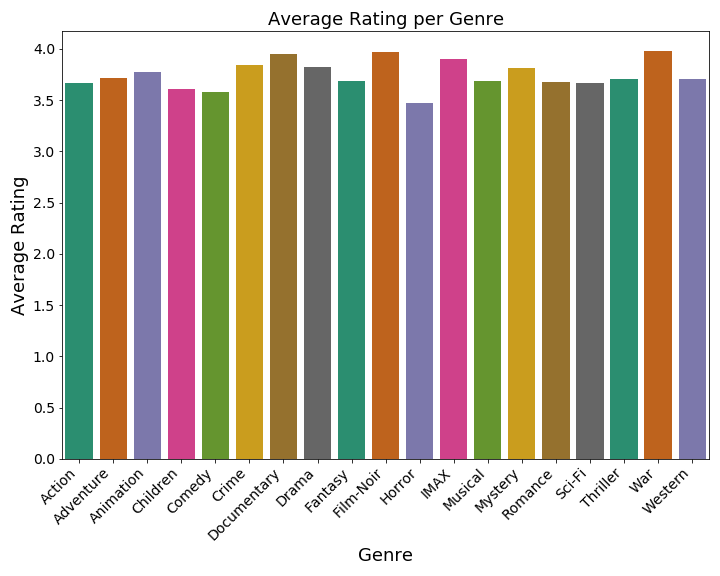 Average Rating per Genre
Average Rating
4.0
3.5
3.0
2.5
2.0
1.5
1.0
0.5
0.0
Action
Adventure
Animation
Children
Comedy
Crime
Documentary
Drama
Fantasy
Film-Noir
Horror
IMAX
Musical
Mystery
Romance
Sci-Fi
Thriller
War
Western
Genre